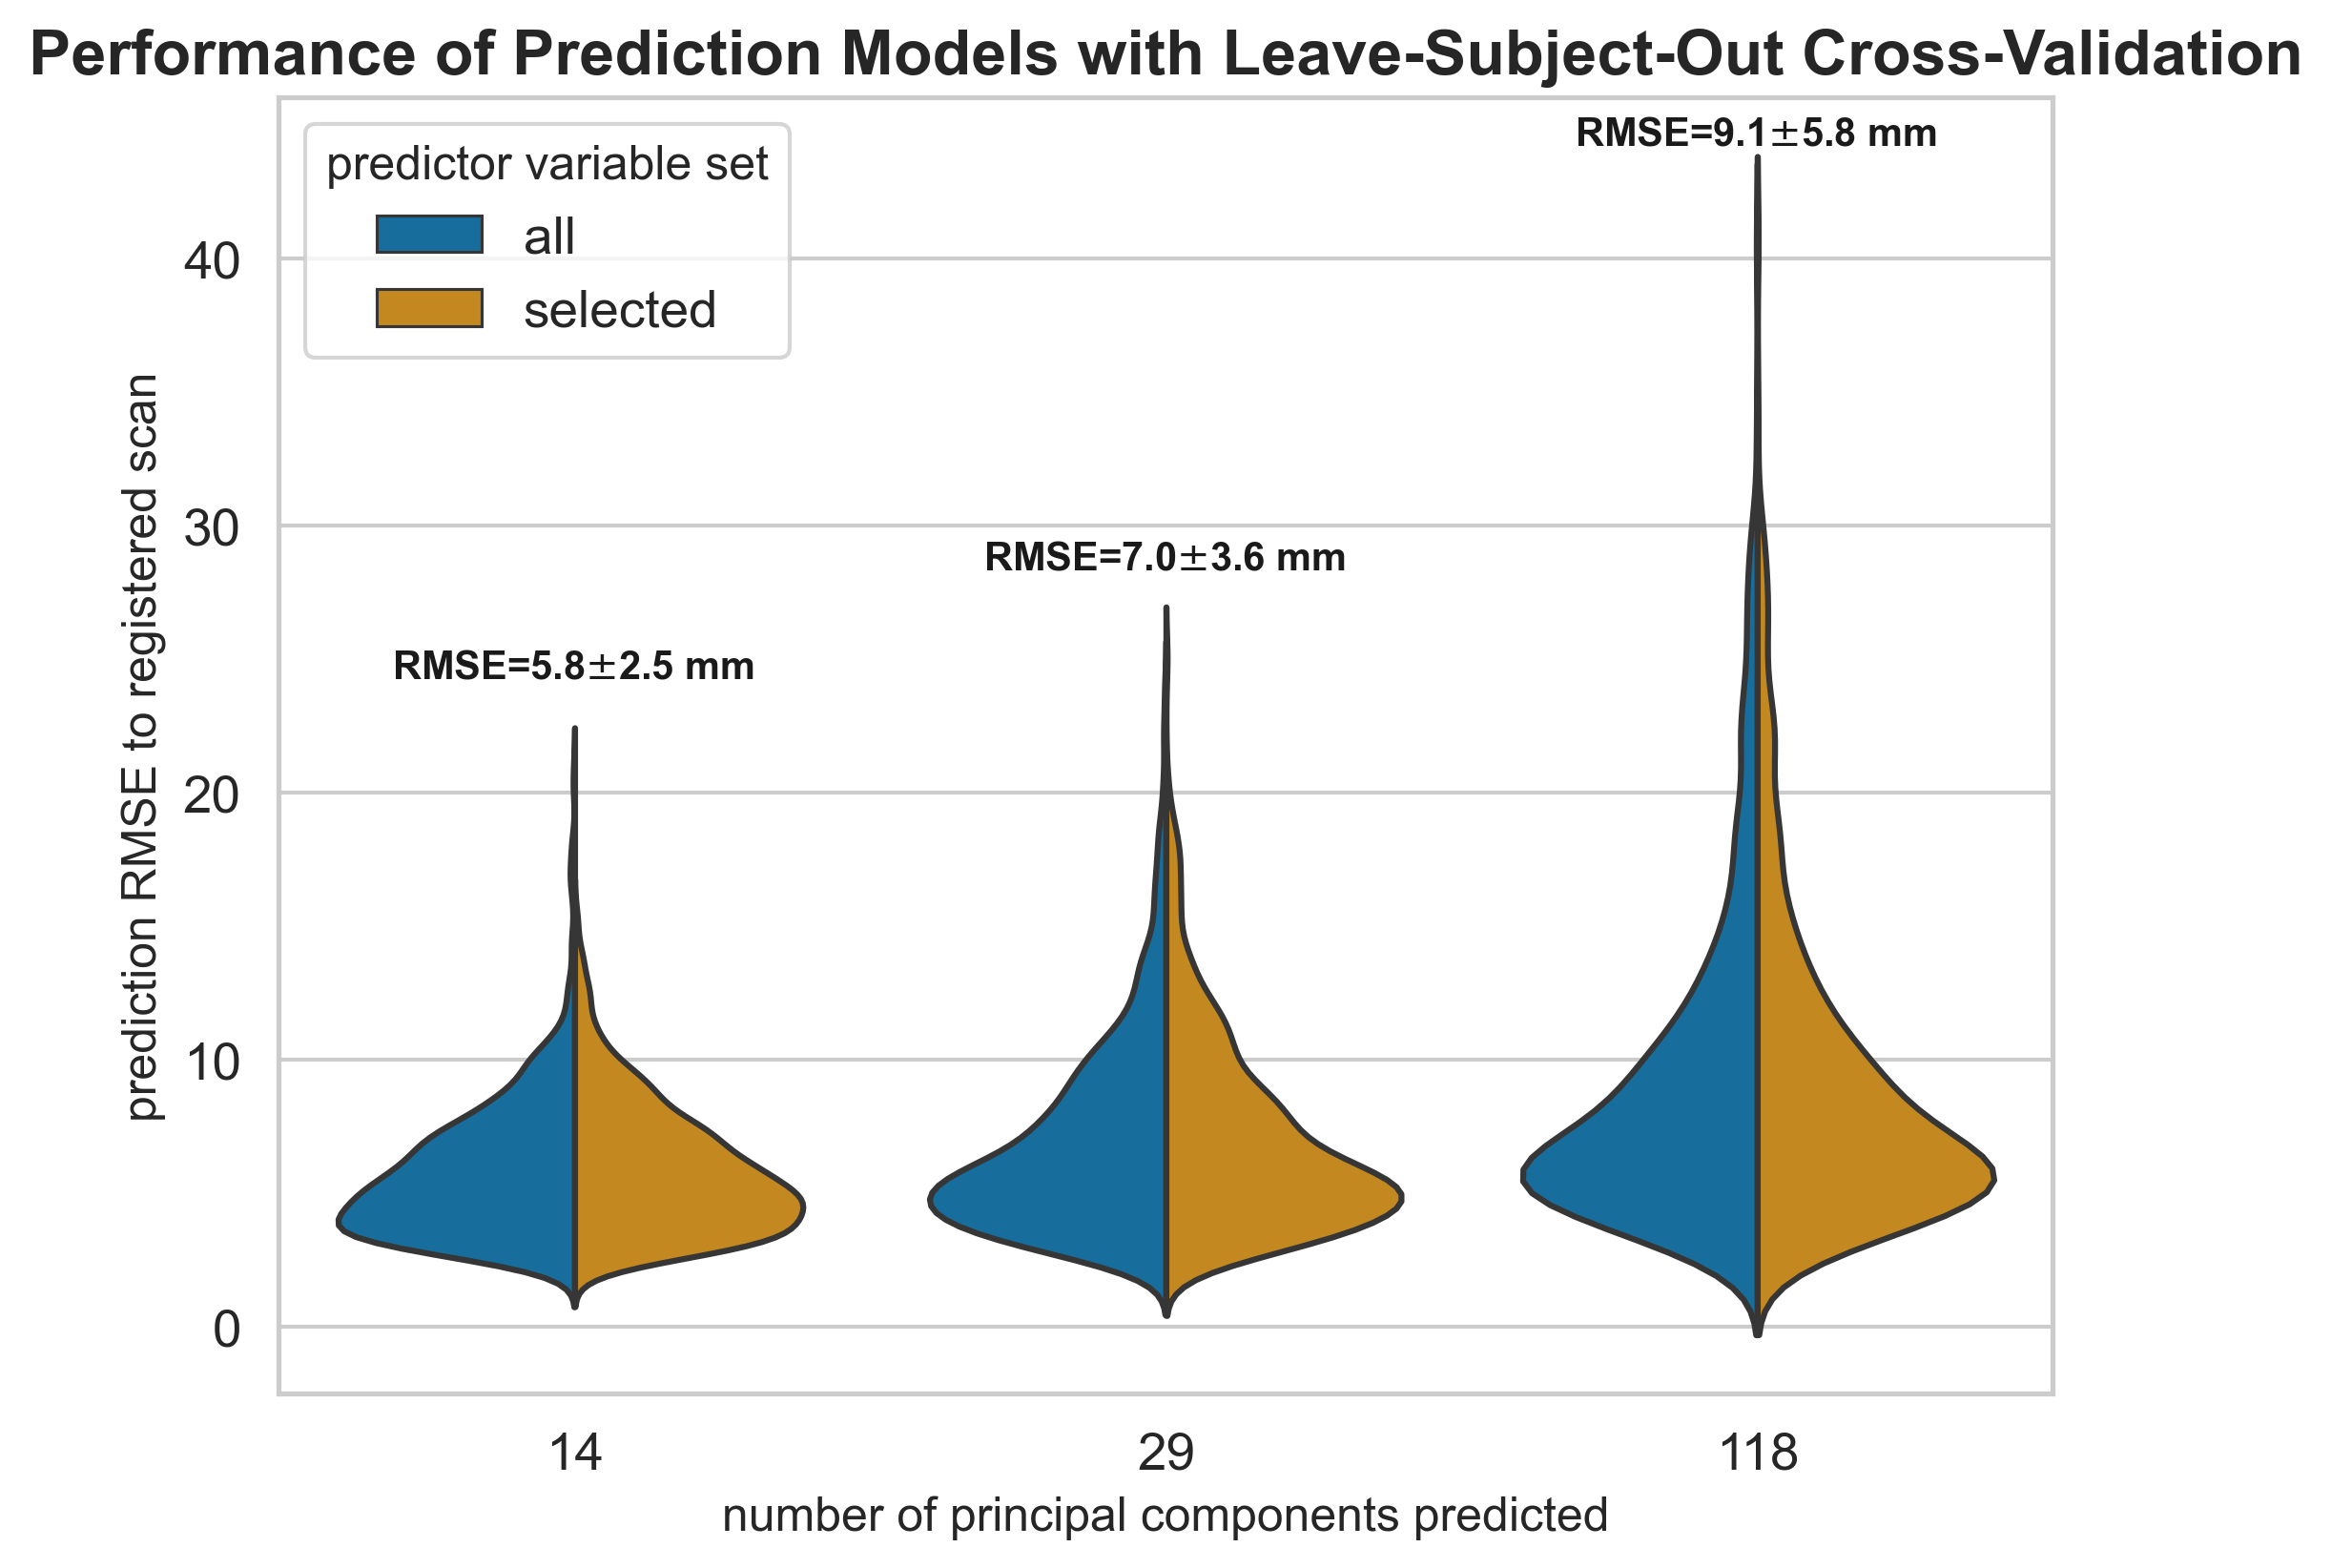 Performance of Prediction Models with Leave-Subject-Out Cross-Validation
RMSE=9.1±5.8 mm
predictor variable set
all
selected
RMSE=7.0±3.6 mm
RMSE=5.8±2.5 mm
prediction RMSE to registered scan
40
30
20
10
0
14 29 118
number of principal components predicted